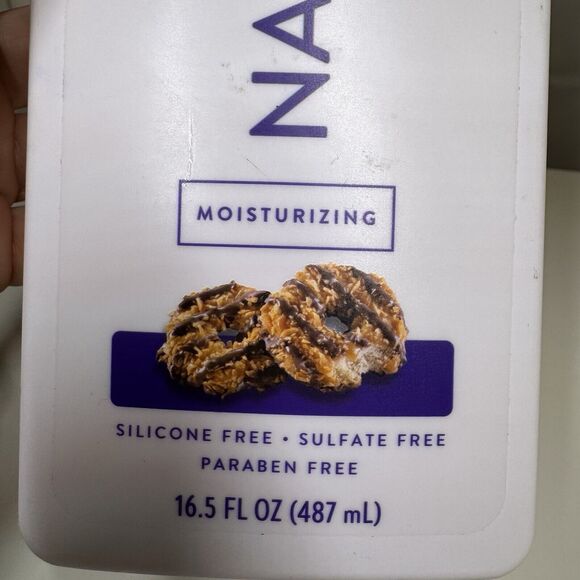 NA
MOISTURIZING
SILICONE FREE • SULFATE FREE
PARABEN FREE
16.5 FL OZ (487 mL)